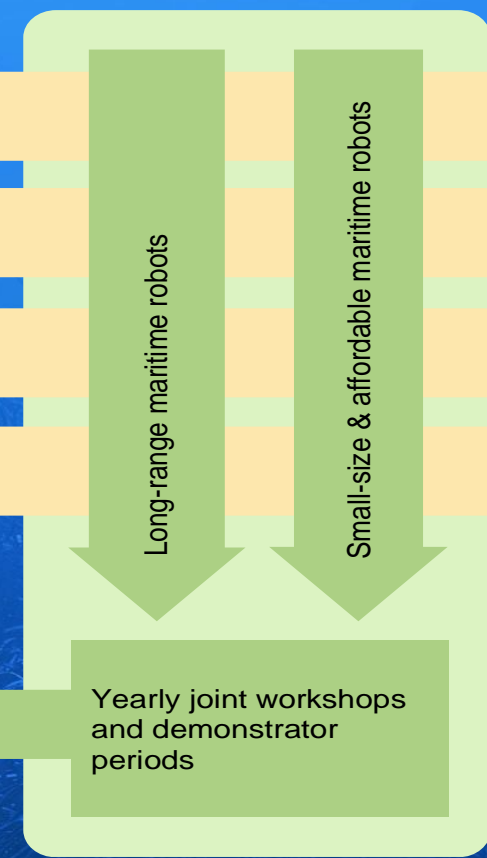 Long-range maritime robots
Small-size & affordable maritime robots
Yearly joint workshops
and demonstrator
periods